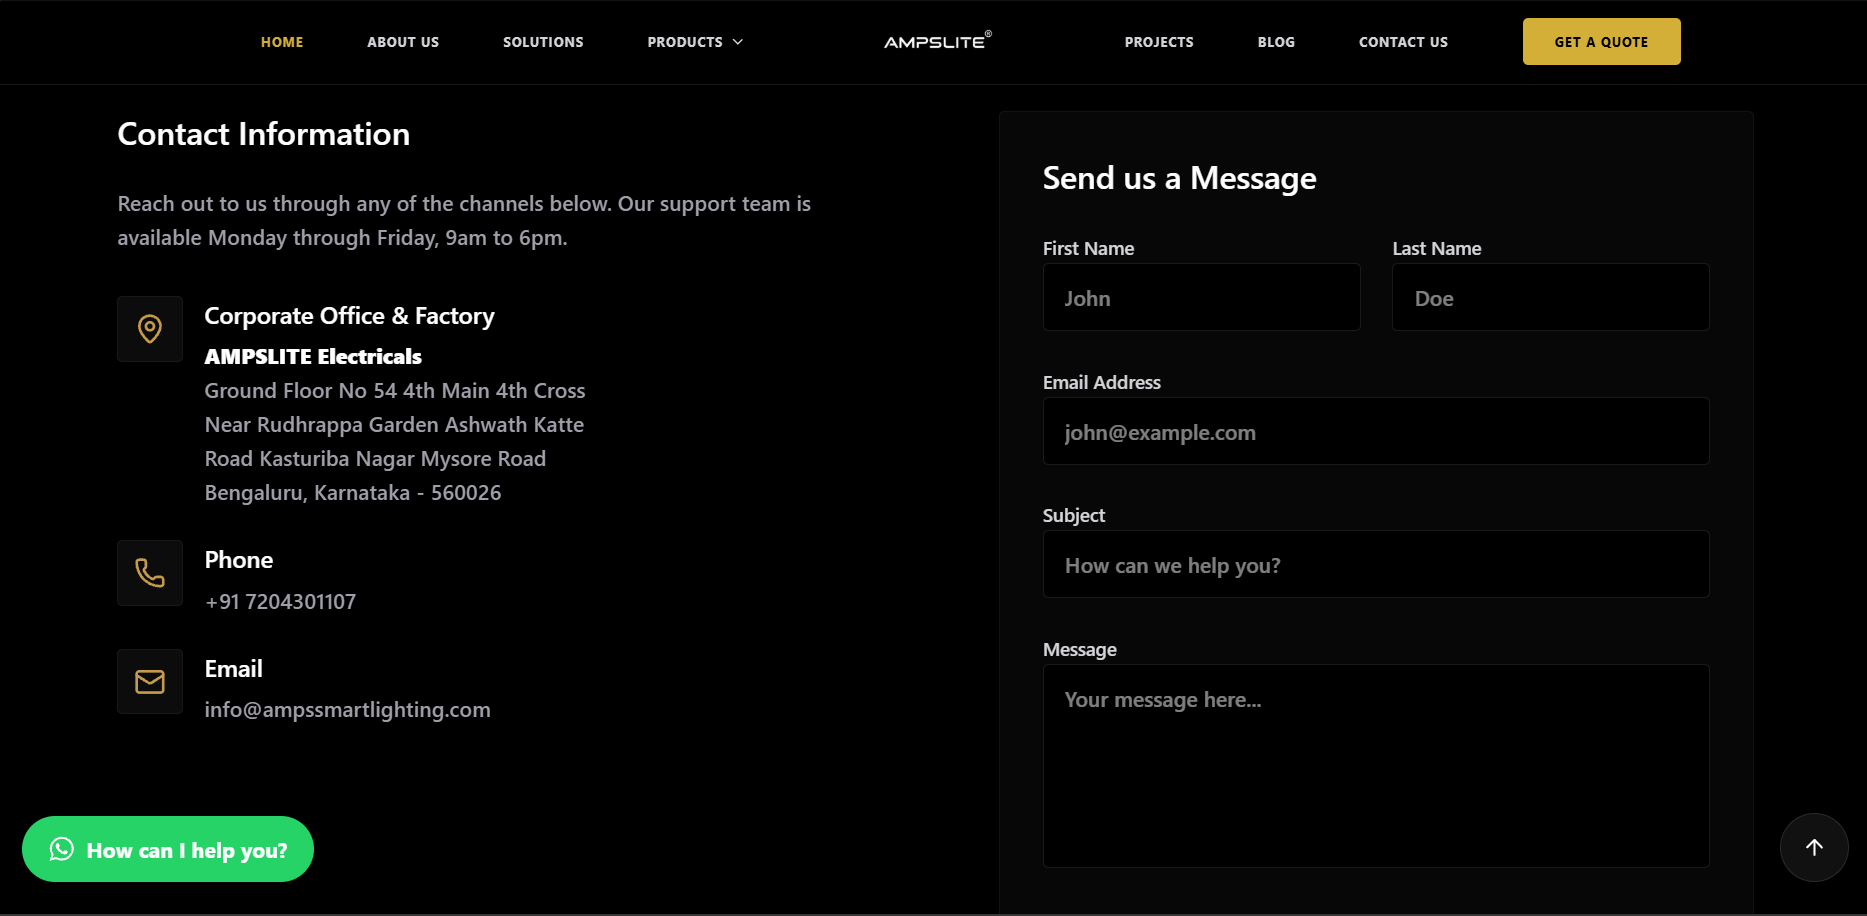 HOME
ABOUT US
SOLUTIONS
PRODUCTS
AMPSLITE®
PROJECTS
BLOG
CONTACT US
GET A QUOTE
Contact Information
Reach out to us through any of the channels below. Our support team is
available Monday through Friday, 9am to 6pm.
Corporate Office & Factory
AMPSLITE Electricals
Ground Floor No 54 4th Main 4th Cross
Near Rudhrappa Garden Ashwath Katte
Road Kasturiba Nagar Mysore Road
Bengaluru, Karnataka - 560026
Phone
+91 7204301107
Email
info@ampssmartlighting.com
How can I help you?
Send us a Message
First Name
Last Name
John
Doe
Email Address
john@example.com
Subject
How can we help you?
Message
Your message here...